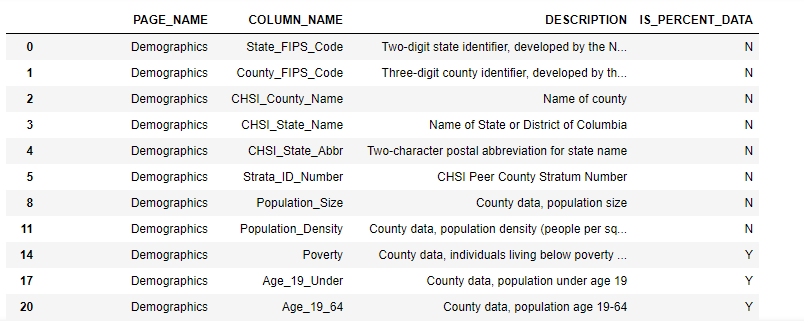 PAGE_NAME COLUMN_NAME DESCRIPTION IS_PERCENT_DATA
0 Demographics State_FIPS_Code Two-digit state identifier, developed by the N... N
1 Demographics County_FIPS_Code Three-digit county identifier, developed by th... N
2 Demographics CHSI_County_Name Name of county N
3 Demographics CHSI_State_Name Name of State or District of Columbia N
4 Demographics CHSI_State_Abbr Two-character postal abbreviation for state name N
5 Demographics Strata_ID_Number CHSI Peer County Stratum Number N
8 Demographics Population_Size County data, population size N
11 Demographics Population_Density County data, population density (people per sq... N
14 Demographics Poverty County data, individuals living below poverty ... Y
17 Demographics Age_19_Under County data, population under age 19 Y
20 Demographics Age_19_64 County data, population age 19-64 Y